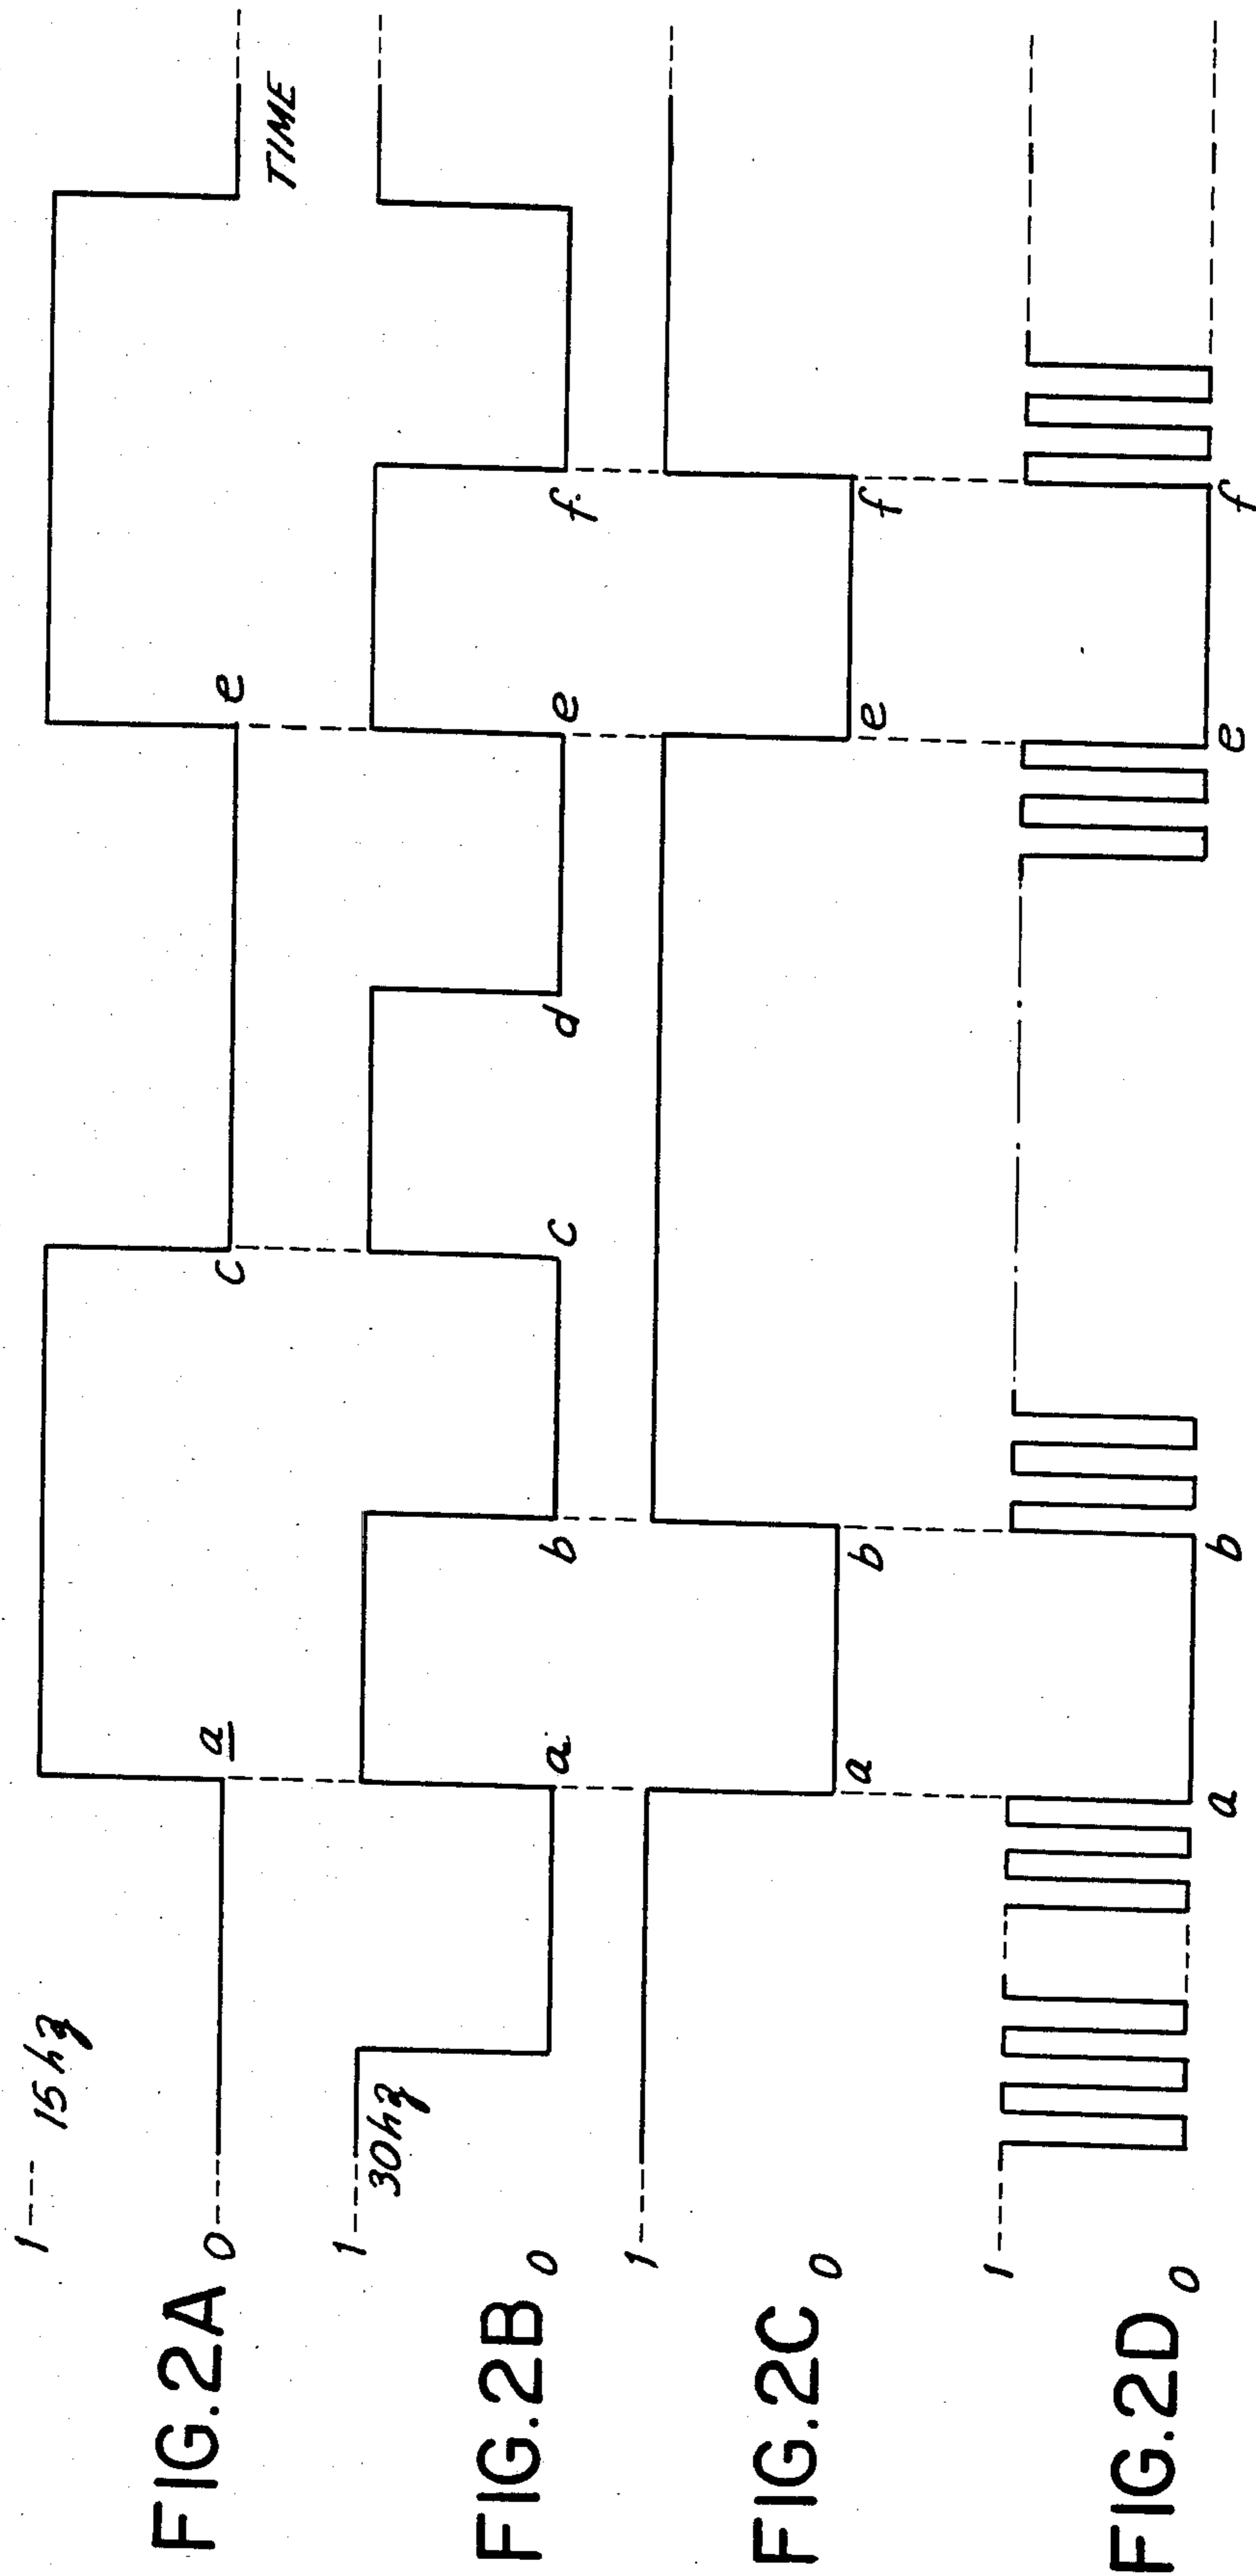 1--- 15hz
FIG.2A 0----
a
c
e
TIME
1---
30hz
FIG.2B 0
a
b
c
d
e
f
1---
FIG.2C 0
a
b
e
f
1---
FIG.2D 0
a
b
e
f